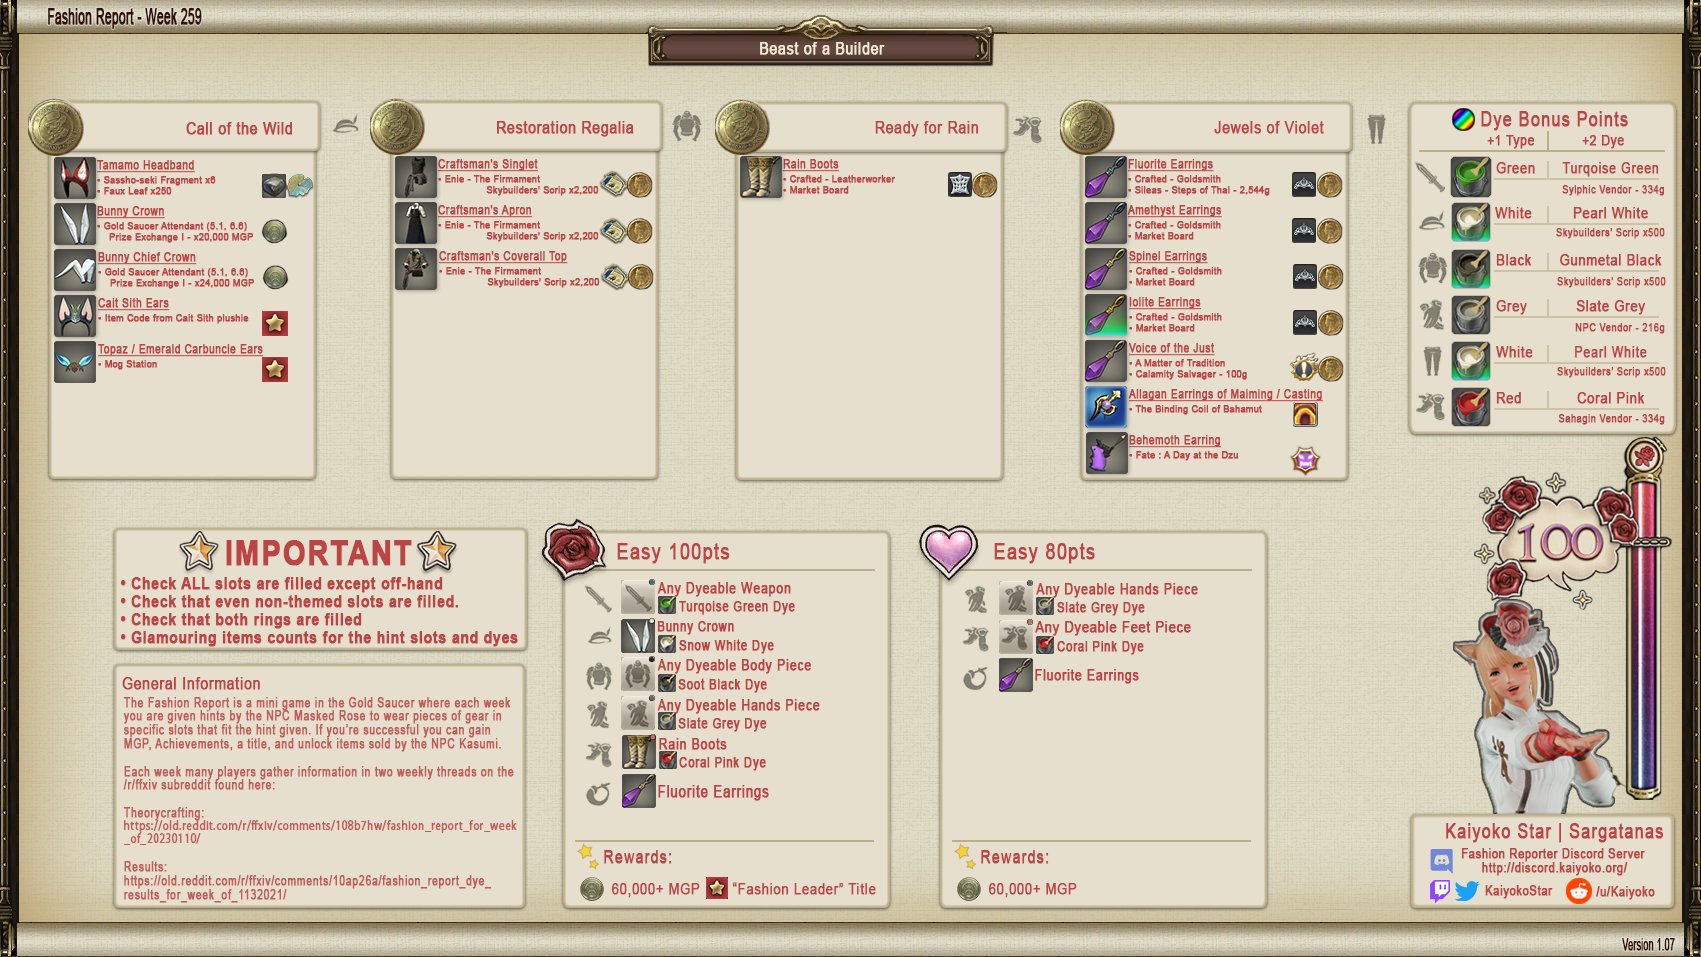 Fashion Report - Week 259
Beast of a Builder
Call of the Wild
Tamamo Headband
• Sassho-seki Fragment x6
• Faux Leaf x250
Bunny Crown
• Gold Saucer Attendant (5.1, 6.6)
Prize Exchange I - x20,000 MGP
Bunny Chief Crown
• Gold Saucer Attendant (5.1, 6.6)
Prize Exchange I - x24,000 MGP
Cait Sith Ears
• Item Code from Cait Sith plushie
Topaz / Emerald Carbuncle Ears
• Mog Station
Restoration Regalia
Craftsman's Singlet
• Enie - The Firmament
Skybuilders' Scrip x2,200
Craftsman's Apron
• Enie - The Firmament
Skybuilders' Scrip x2,200
Craftsman's Coverall Top
• Enie - The Firmament
Skybuilders' Scrip x2,200
Ready for Rain
Rain Boots
• Crafted - Leatherworker
• Market Board
Jewels of Violet
Fluorite Earrings
• Crafted - Goldsmith
• Sileas - Steps of Thal - 2,544g
Amethyst Earrings
• Crafted - Goldsmith
• Market Board
Spinel Earrings
• Crafted - Goldsmith
• Market Board
Iolite Earrings
• Crafted - Goldsmith
• Market Board
Voice of the Just
• A Matter of Tradition
• Calamity Salvager - 100g
Allagan Earrings of Maiming / Casting
• The Binding Coil of Bahamut
Behemoth Earring
• Fate : A Day at the Dzu
Dye Bonus Points
+1 Type +2 Dye
Green Turqoise Green
Sylphic Vendor - 334g
White Pearl White
Skybuilders' Scrip x500
Black Gunmetal Black
Skybuilders' Scrip x500
Grey Slate Grey
NPC Vendor - 216g
White Pearl White
Skybuilders' Scrip x500
Red Coral Pink
Sahagin Vendor - 334g
IMPORTANT
• Check ALL slots are filled except off-hand
• Check that even non-themed slots are filled.
• Check that both rings are filled
• Glamouring items counts for the hint slots and dyes
General Information
The Fashion Report is a mini game in the Gold Saucer where each week
you are given hints by the NPC Masked Rose to wear pieces of gear in
specific slots that fit the hint given. If you're successful you can gain
MGP, Achievements, a title, and unlock items sold by the NPC Kasumi.
Each week many players gather information in two weekly threads on the
/r/ffxiv subreddit found here:
Theorycrafting:
https://old.reddit.com/r/ffxiv/comments/108b7hw/fashion_report_for_week
_of_20230110/
Results:
https://old.reddit.com/r/ffxiv/comments/10ap26a/fashion_report_dye_
results_for_week_of_1132021/
Easy 100pts
Any Dyeable Weapon
Turqoise Green Dye
Bunny Crown
Snow White Dye
Any Dyeable Body Piece
Soot Black Dye
Any Dyeable Hands Piece
Slate Grey Dye
Rain Boots
Coral Pink Dye
Fluorite Earrings
Rewards:
60,000+ MGP "Fashion Leader" Title
Easy 80pts
Any Dyeable Hands Piece
Slate Grey Dye
Any Dyeable Feet Piece
Coral Pink Dye
Fluorite Earrings
Rewards:
60,000+ MGP
100
Kaiyoko Star | Sargatanas
Fashion Reporter Discord Server
http://discord.kaiyoko.org/
KaiyokoStar /u/Kaiyoko
Version 1.07